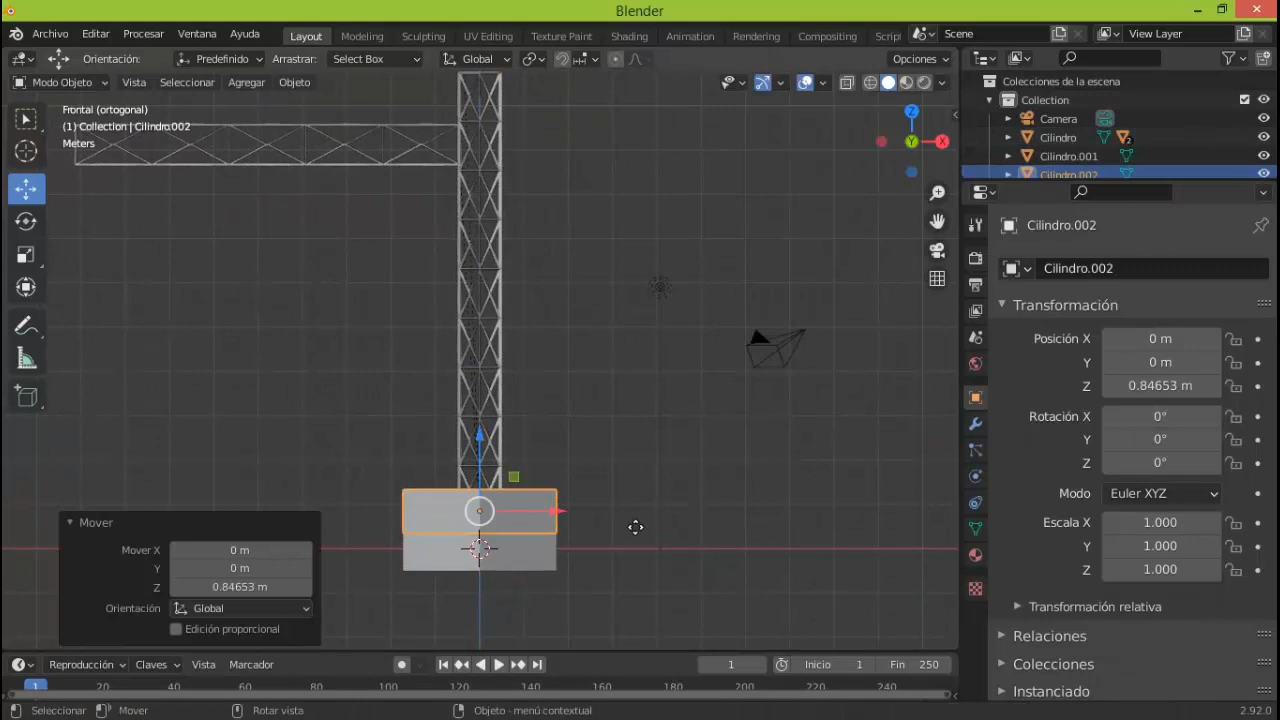 Blender
Archivo Editar Procesar Ventana Ayuda Layout Modeling Sculpting UV Editing Texture Paint Shading Animation Rendering Compositing Scrip Scene View Layer
Orientación: Predefinido Arrastrar: Select Box Global Opciones
Modo Objeto Vista Seleccionar Agregar Objeto
Frontal (ortogonal)
(1) Collection | Cilindro.002
Meters
Z
Y
X
Colecciones de la escena
Collection
Camera
Cilindro 2
Cilindro.001
Cilindro.002
Cilindro.002
Cilindro.002
Transformación
Posición X 0 m
Y 0 m
Z 0.84653 m
Rotación X 0°
Y 0°
Z 0°
Modo Euler XYZ
Escala X 1.000
Y 1.000
Z 1.000
Transformación relativa
Relaciones
Colecciones
Instanciado
Mover
Mover X 0 m
Y 0 m
Z 0.84653 m
Orientación Global
Edición proporcional
Reproducción Claves Vista Marcador 1 Inicio 1 Fin 250
1 20 40 60 80 100 120 140 160 180 200 220 240
Seleccionar Mover Rotar vista Objeto - menú contextual 2.92.0